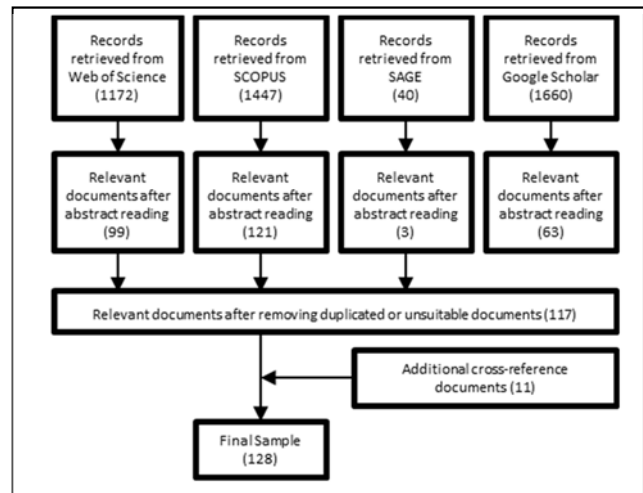 Records
retrieved from
Web of Science
(1172)
Records
retrieved from
SCOPUS
(1447)
Records
retrieved from
SAGE
(40)
Records
retrieved from
Google Scholar
(1660)
Relevant
documents after
abstract reading
(99)
Relevant
documents after
abstract reading
(121)
Relevant
documents after
abstract reading
(3)
Relevant
documents after
abstract reading
(63)
Relevant documents after removing duplicated or unsuitable documents (117)
Additional cross-reference
documents (11)
Final Sample
(128)